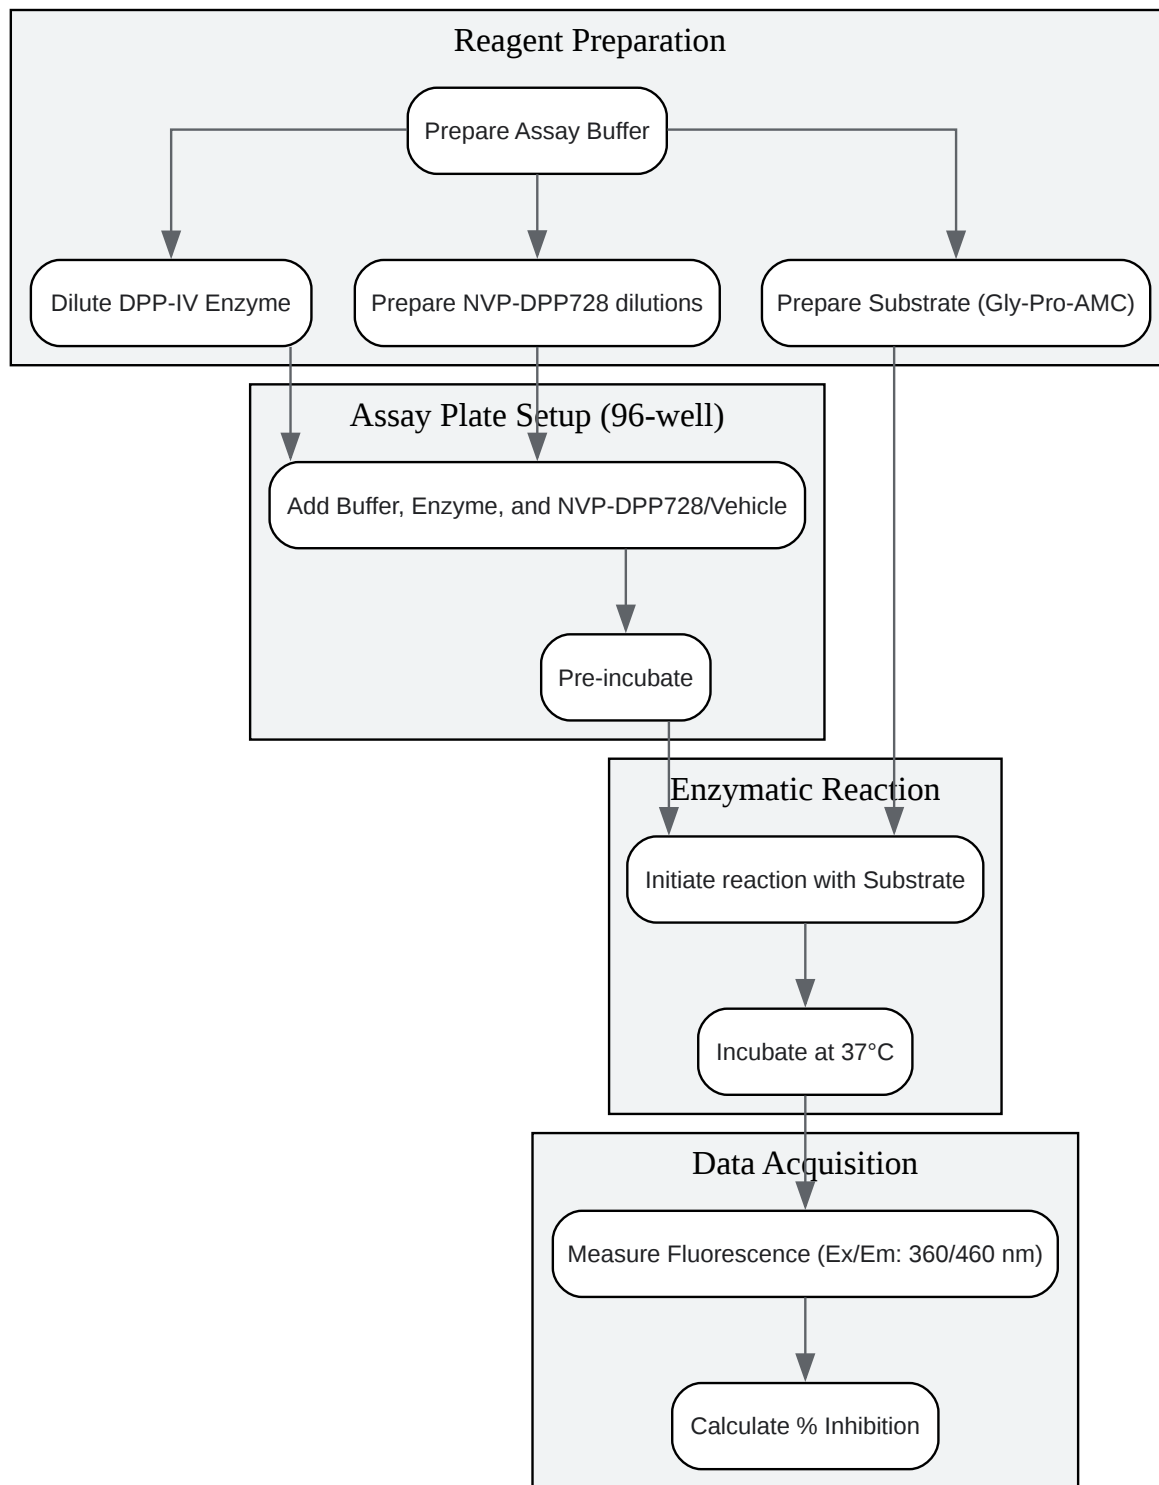 Reagent Preparation
Prepare Assay Buffer
Dilute DPP-IV Enzyme
Prepare NVP-DPP728 dilutions
Prepare Substrate (Gly-Pro-AMC)
Assay Plate Setup (96-well)
Add Buffer, Enzyme, and NVP-DPP728/Vehicle
Pre-incubate
Enzymatic Reaction
Initiate reaction with Substrate
Incubate at 37°C
Data Acquisition
Measure Fluorescence (Ex/Em: 360/460 nm)
Calculate % Inhibition